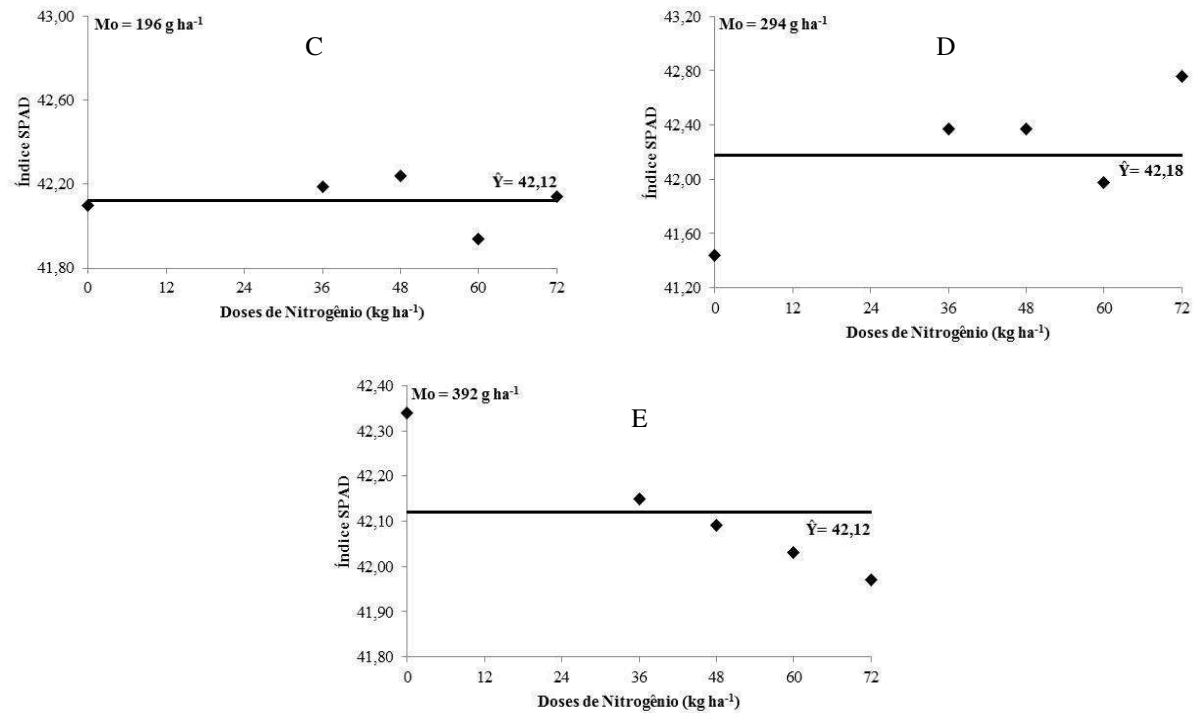 Mo = 196 g ha⁻¹
C
43,00
42,60
42,20
41,80
Índice SPAD
Ŷ= 42,12
0 12 24 36 48 60 72
Doses de Nitrogênio (kg ha⁻¹)
Mo = 294 g ha⁻¹
D
43,20
42,80
42,40
42,00
41,60
41,20
Índice SPAD
Ŷ= 42,18
0 12 24 36 48 60 72
Doses de Nitrogênio (kg ha⁻¹)
Mo = 392 g ha⁻¹
E
42,40
42,30
42,20
42,10
42,00
41,90
41,80
Índice SPAD
Ŷ= 42,12
0 12 24 36 48 60 72
Doses de Nitrogênio (kg ha⁻¹)